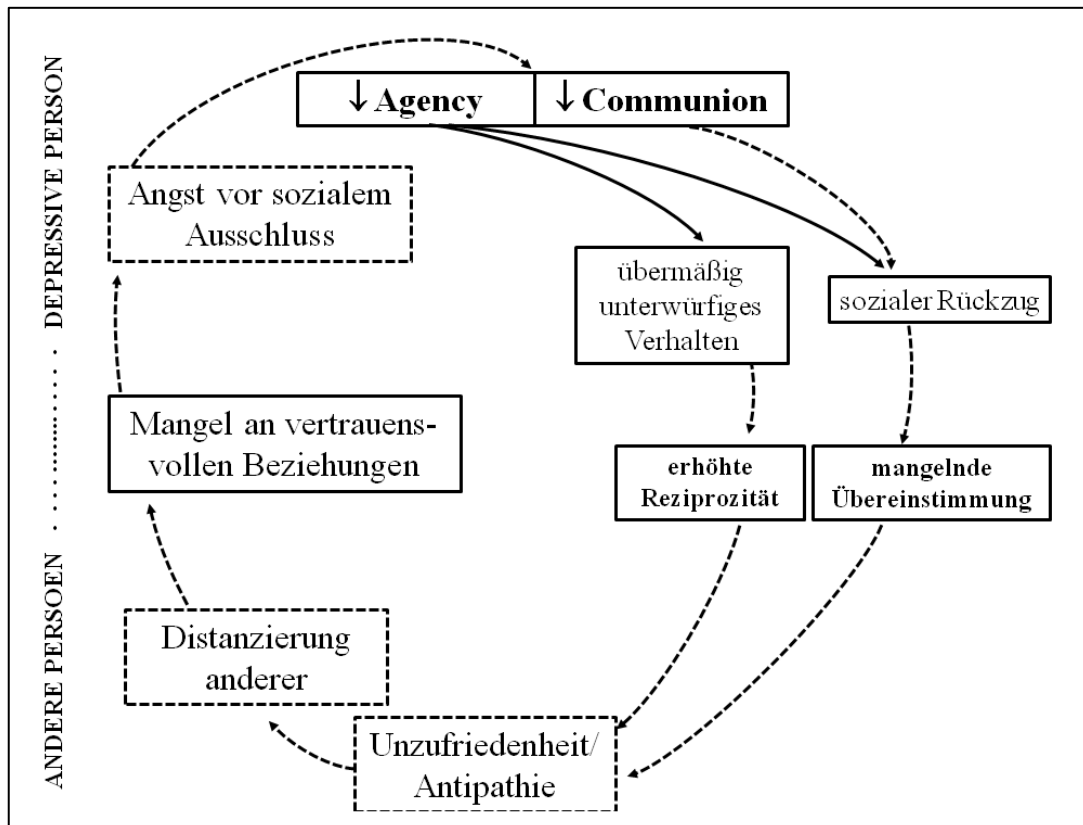 DEPRESSIVE PERSON
ANDERE PERSOEN
↓ Agency
↓ Communion
Angst vor sozialem
Ausschluss
übermäßig
unterwürfiges
Verhalten
sozialer Rückzug
Mangel an vertrauens-
vollen Beziehungen
erhöhte
Reziprozität
mangelnde
Übereinstimmung
Distanzierung
anderer
Unzufriedenheit/
Antipathie